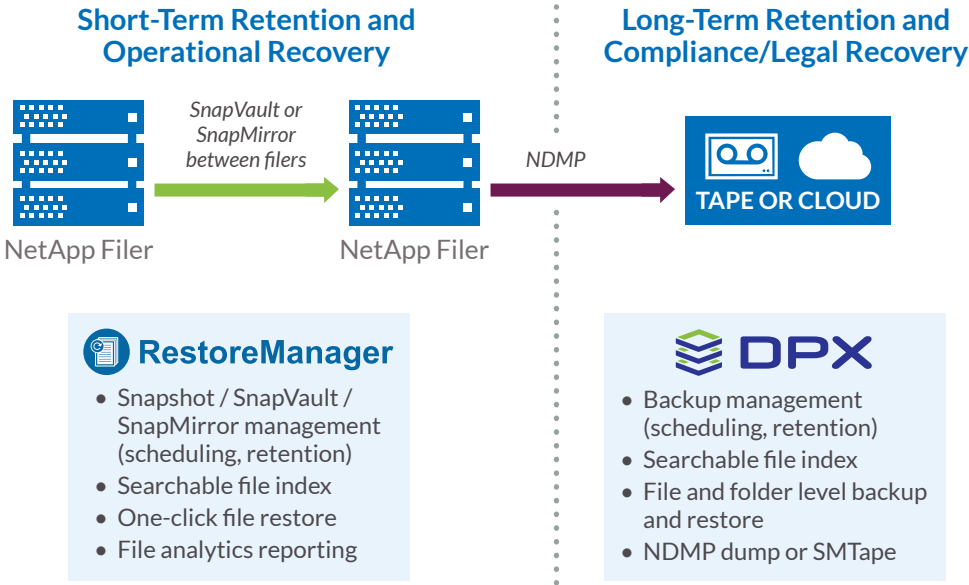 Short-Term Retention and
Operational Recovery
Long-Term Retention and
Compliance/Legal Recovery
SnapVault or
SnapMirror
between filers
NDMP
TAPE OR CLOUD
NetApp Filer
NetApp Filer
RestoreManager
• Snapshot / SnapVault /
SnapMirror management
(scheduling, retention)
• Searchable file index
• One-click file restore
• File analytics reporting
DPX
• Backup management
(scheduling, retention)
• Searchable file index
• File and folder level backup
and restore
• NDMP dump or SMTape